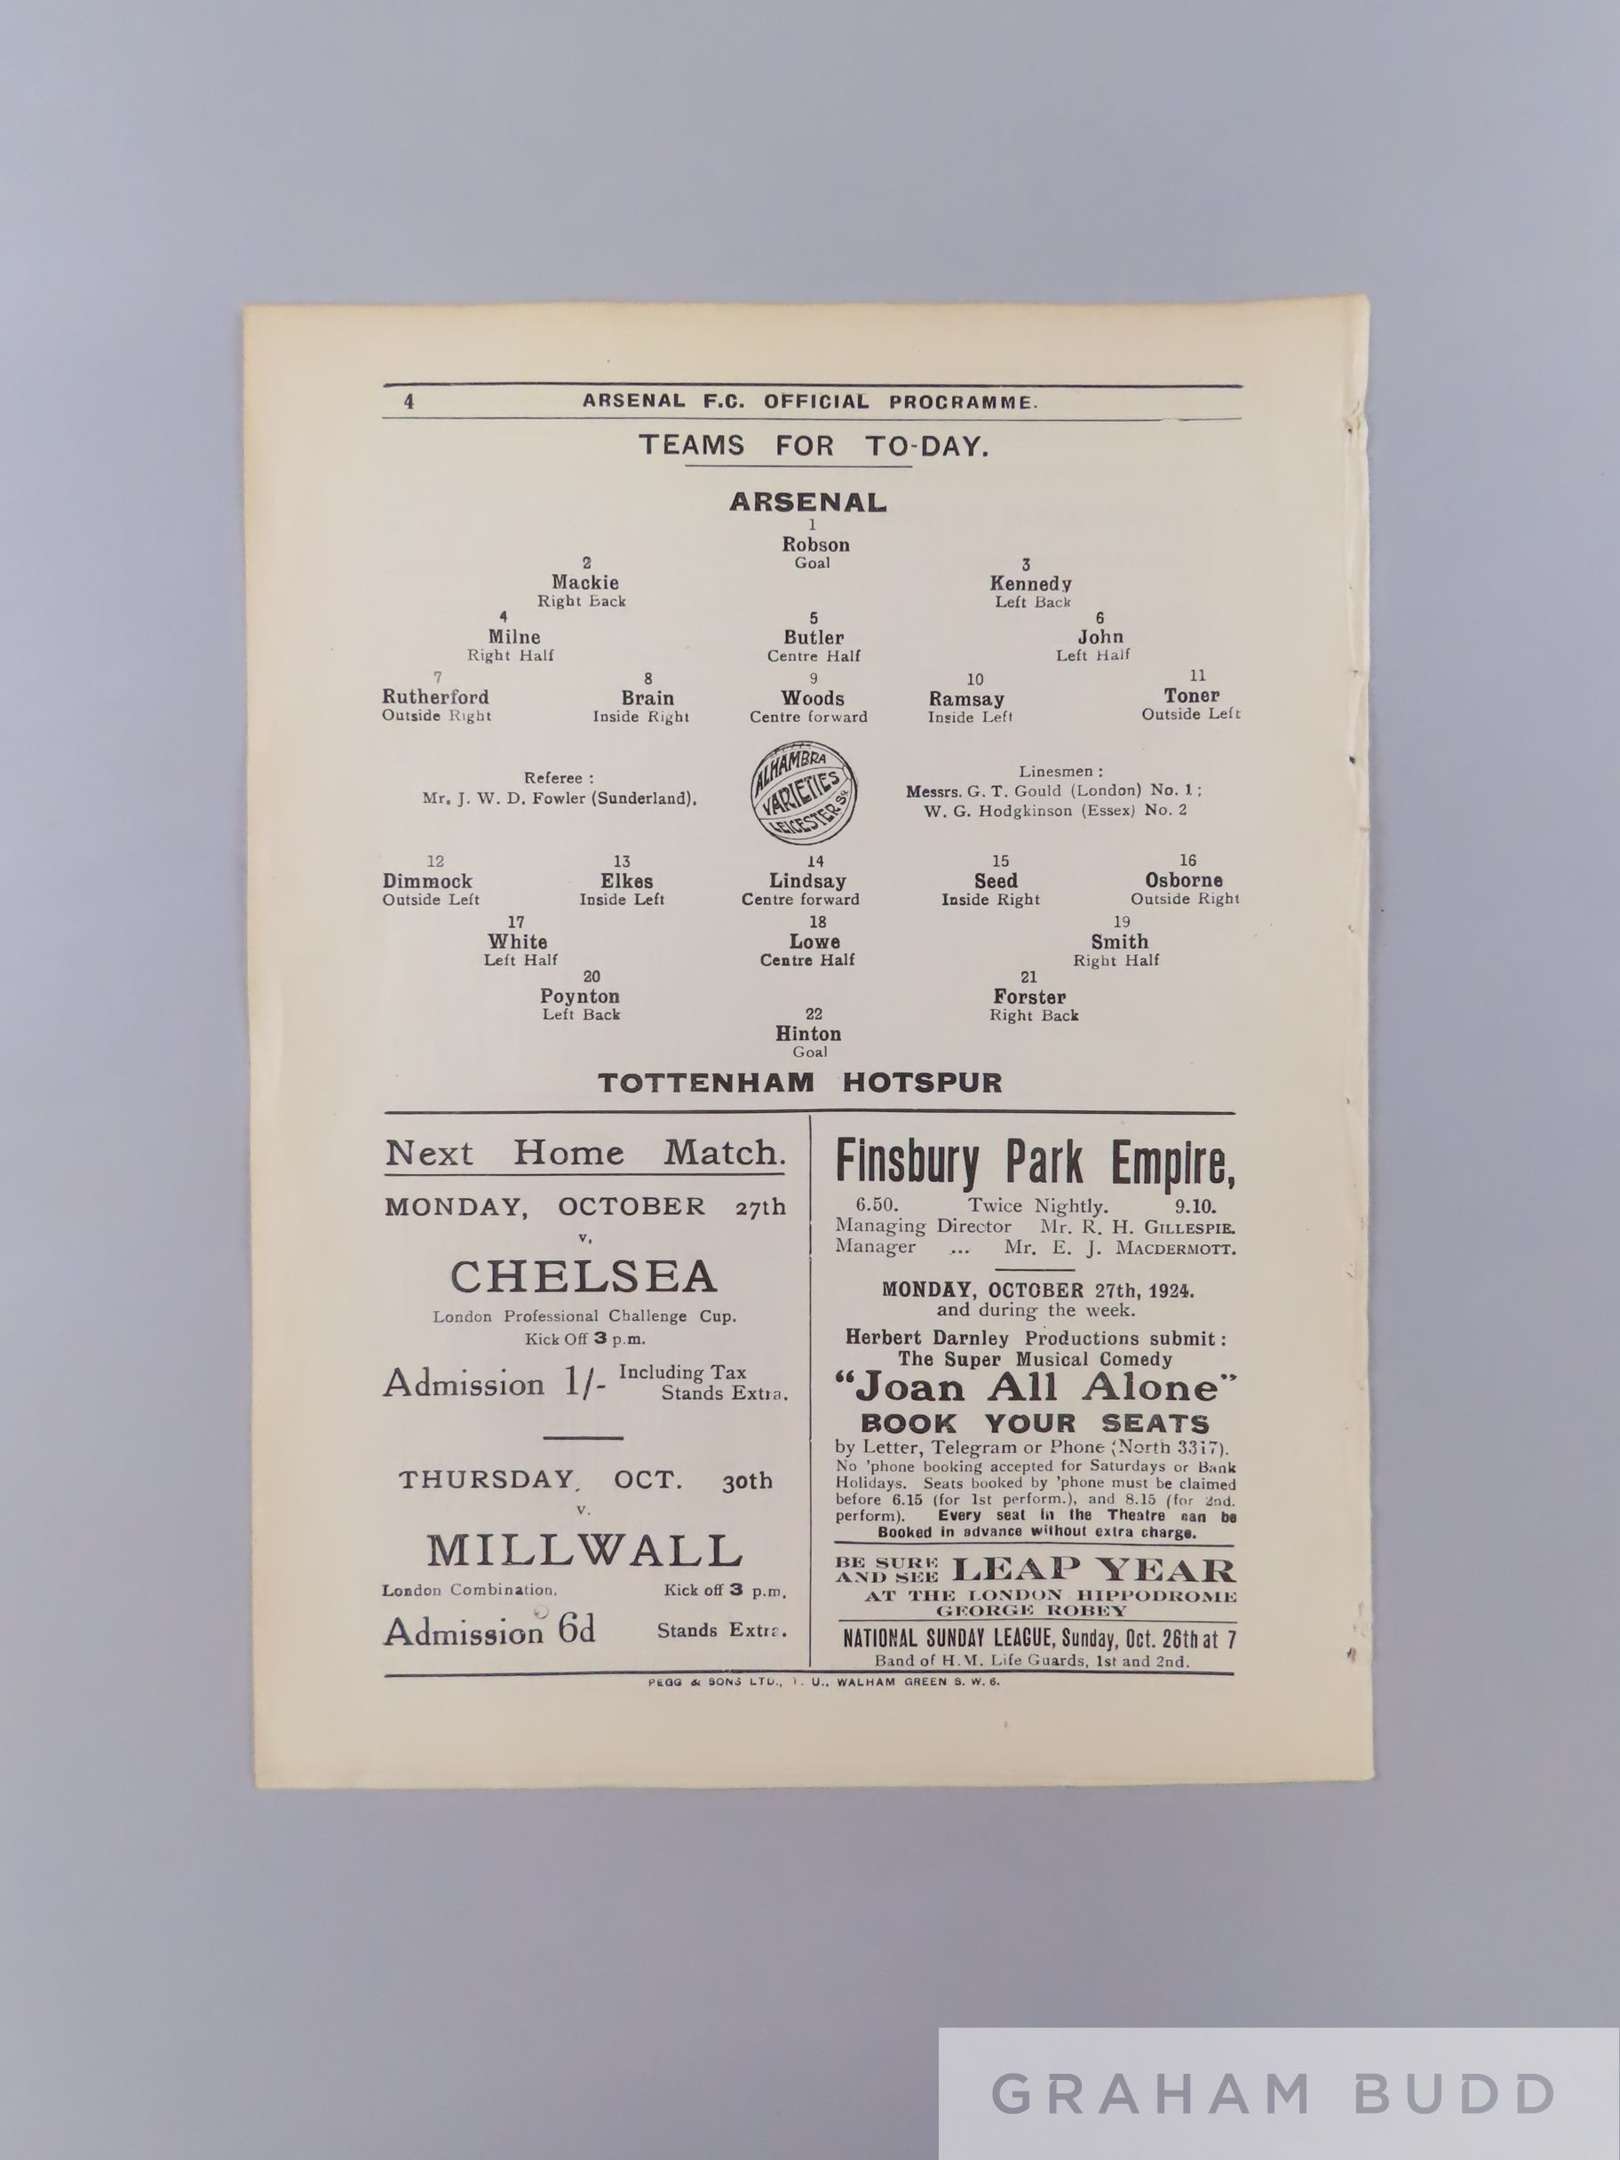 4 ARSENAL F.C. OFFICIAL PROGRAMME.
TEAMS FOR TO-DAY.
ARSENAL
1
Robson
Goal
2 3
Mackie Kennedy
Right Back Left Back
4 5 6
Milne Butler John
Right Half Centre Half Left Half
7 8 9 10 11
Rutherford Brain Woods Ramsay Toner
Outside Right Inside Right Centre forward Inside Left Outside Left
Referee :
Mr. J. W. D. Fowler (Sunderland).
ALHAMBRA
VARIETIES
LEICESTER SQ
Linesmen :
Messrs. G. T. Gould (London) No. 1 ;
W. G. Hodgkinson (Essex) No. 2
12 13 14 15 16
Dimmock Elkes Lindsay Seed Osborne
Outside Left Inside Left Centre forward Inside Right Outside Right
17 18 19
White Lowe Smith
Left Half Centre Half Right Half
20 21
Poynton Forster
Left Back Right Back
22
Hinton
Goal
TOTTENHAM HOTSPUR
Next Home Match.
MONDAY, OCTOBER 27th
v.
CHELSEA
London Professional Challenge Cup.
Kick Off 3 p.m.
Admission 1/- Including Tax
Stands Extra.
THURSDAY, OCT. 30th
v.
MILLWALL
London Combination. Kick off 3 p.m.
Admission 6d Stands Extra.
Finsbury Park Empire,
6.50. Twice Nightly. 9.10.
Managing Director Mr. R. H. GILLESPIE.
Manager ... Mr. E. J. MACDERMOTT.
MONDAY, OCTOBER 27th, 1924.
and during the week.
Herbert Darnley Productions submit :
The Super Musical Comedy
"Joan All Alone"
BOOK YOUR SEATS
by Letter, Telegram or Phone (North 3317).
No 'phone booking accepted for Saturdays or Bank
Holidays. Seats booked by 'phone must be claimed
before 6.15 (for 1st perform.), and 8.15 (for 2nd.
perform). Every seat in the Theatre can be
Booked in advance without extra charge.
BE SURE
AND SEE LEAP YEAR
AT THE LONDON HIPPODROME
GEORGE ROBEY
NATIONAL SUNDAY LEAGUE, Sunday, Oct. 26th at 7
Band of H.M. Life Guards, 1st and 2nd.
PEGG & SONS LTD., U., WALHAM GREEN S. W. 6.
GRAHAM BUDD